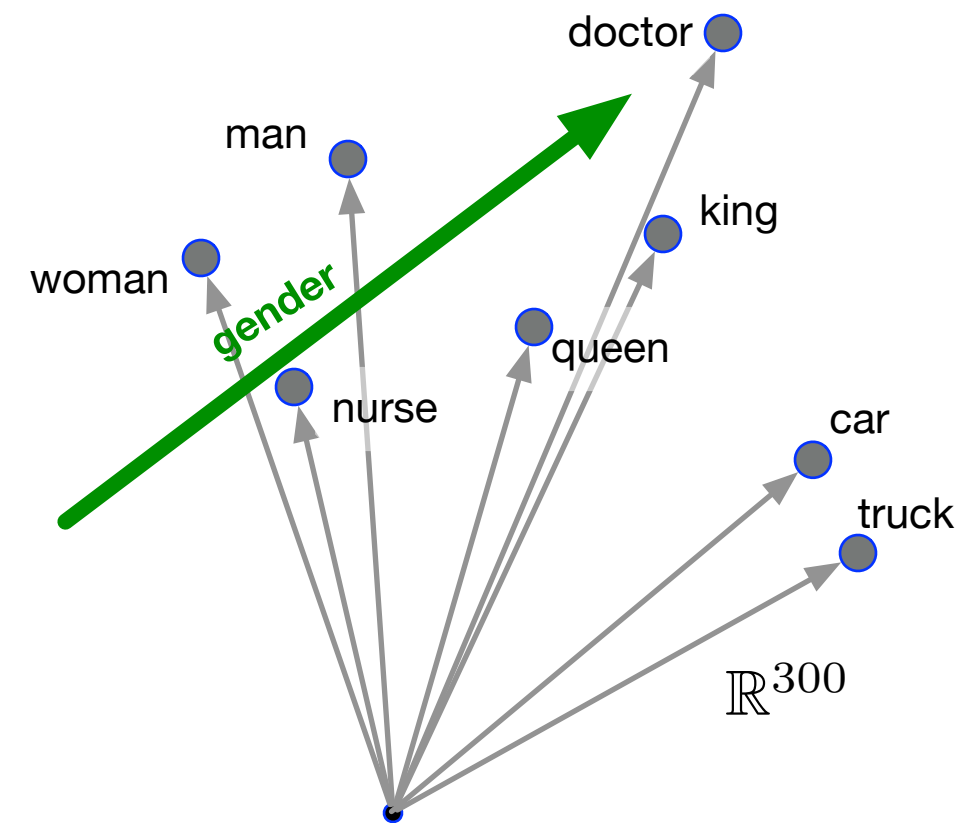 doctor
man
king
woman
gender
queen
nurse
car
truck
ℝ³⁰⁰